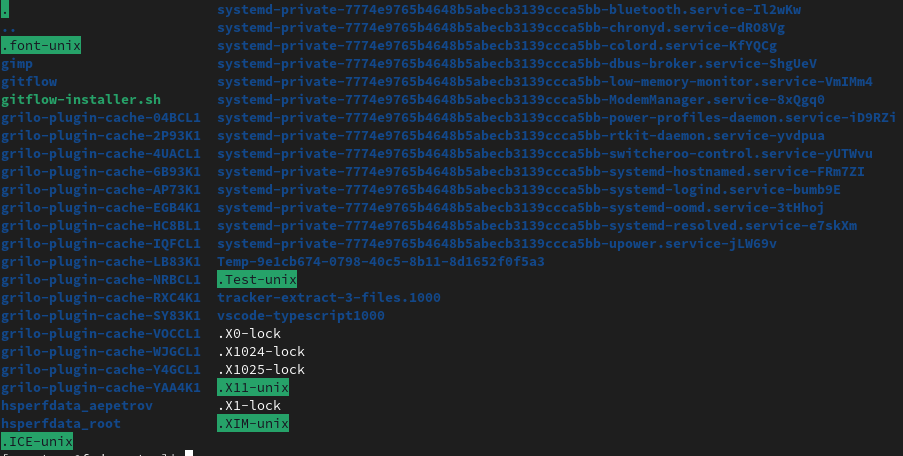 . systemd-private-7774e9765b4648b5abecb3139ccca5bb-bluetooth.service-Il2wKw
.. systemd-private-7774e9765b4648b5abecb3139ccca5bb-chronyd.service-dRO8Vg
.font-unix systemd-private-7774e9765b4648b5abecb3139ccca5bb-colord.service-KfYQCg
gimp systemd-private-7774e9765b4648b5abecb3139ccca5bb-dbus-broker.service-ShgUeV
gitflow systemd-private-7774e9765b4648b5abecb3139ccca5bb-low-memory-monitor.service-VmIMm4
gitflow-installer.sh systemd-private-7774e9765b4648b5abecb3139ccca5bb-ModemManager.service-8xQgq0
grilo-plugin-cache-04BCL1 systemd-private-7774e9765b4648b5abecb3139ccca5bb-power-profiles-daemon.service-iD9RZi
grilo-plugin-cache-2P93K1 systemd-private-7774e9765b4648b5abecb3139ccca5bb-rtkit-daemon.service-yvdpua
grilo-plugin-cache-4UACL1 systemd-private-7774e9765b4648b5abecb3139ccca5bb-switcheroo-control.service-yUTWvu
grilo-plugin-cache-6B93K1 systemd-private-7774e9765b4648b5abecb3139ccca5bb-systemd-hostnamed.service-FRm7ZI
grilo-plugin-cache-AP73K1 systemd-private-7774e9765b4648b5abecb3139ccca5bb-systemd-logind.service-bumb9E
grilo-plugin-cache-EGB4K1 systemd-private-7774e9765b4648b5abecb3139ccca5bb-systemd-oomd.service-3tHhoj
grilo-plugin-cache-HC8BL1 systemd-private-7774e9765b4648b5abecb3139ccca5bb-systemd-resolved.service-e7skXm
grilo-plugin-cache-IQFCL1 systemd-private-7774e9765b4648b5abecb3139ccca5bb-upower.service-jLW69v
grilo-plugin-cache-LB83K1 Temp-9e1cb674-0798-40c5-8b11-8d1652f0f5a3
grilo-plugin-cache-NRBCL1 .Test-unix
grilo-plugin-cache-RXC4K1 tracker-extract-3-files.1000
grilo-plugin-cache-SY83K1 vscode-typescript1000
grilo-plugin-cache-VOCCL1 .X0-lock
grilo-plugin-cache-WJGCL1 .X1024-lock
grilo-plugin-cache-Y4GCL1 .X1025-lock
grilo-plugin-cache-YAA4K1 .X11-unix
hsperfdata_aepetrov .X1-lock
hsperfdata_root .XIM-unix
.ICE-unix